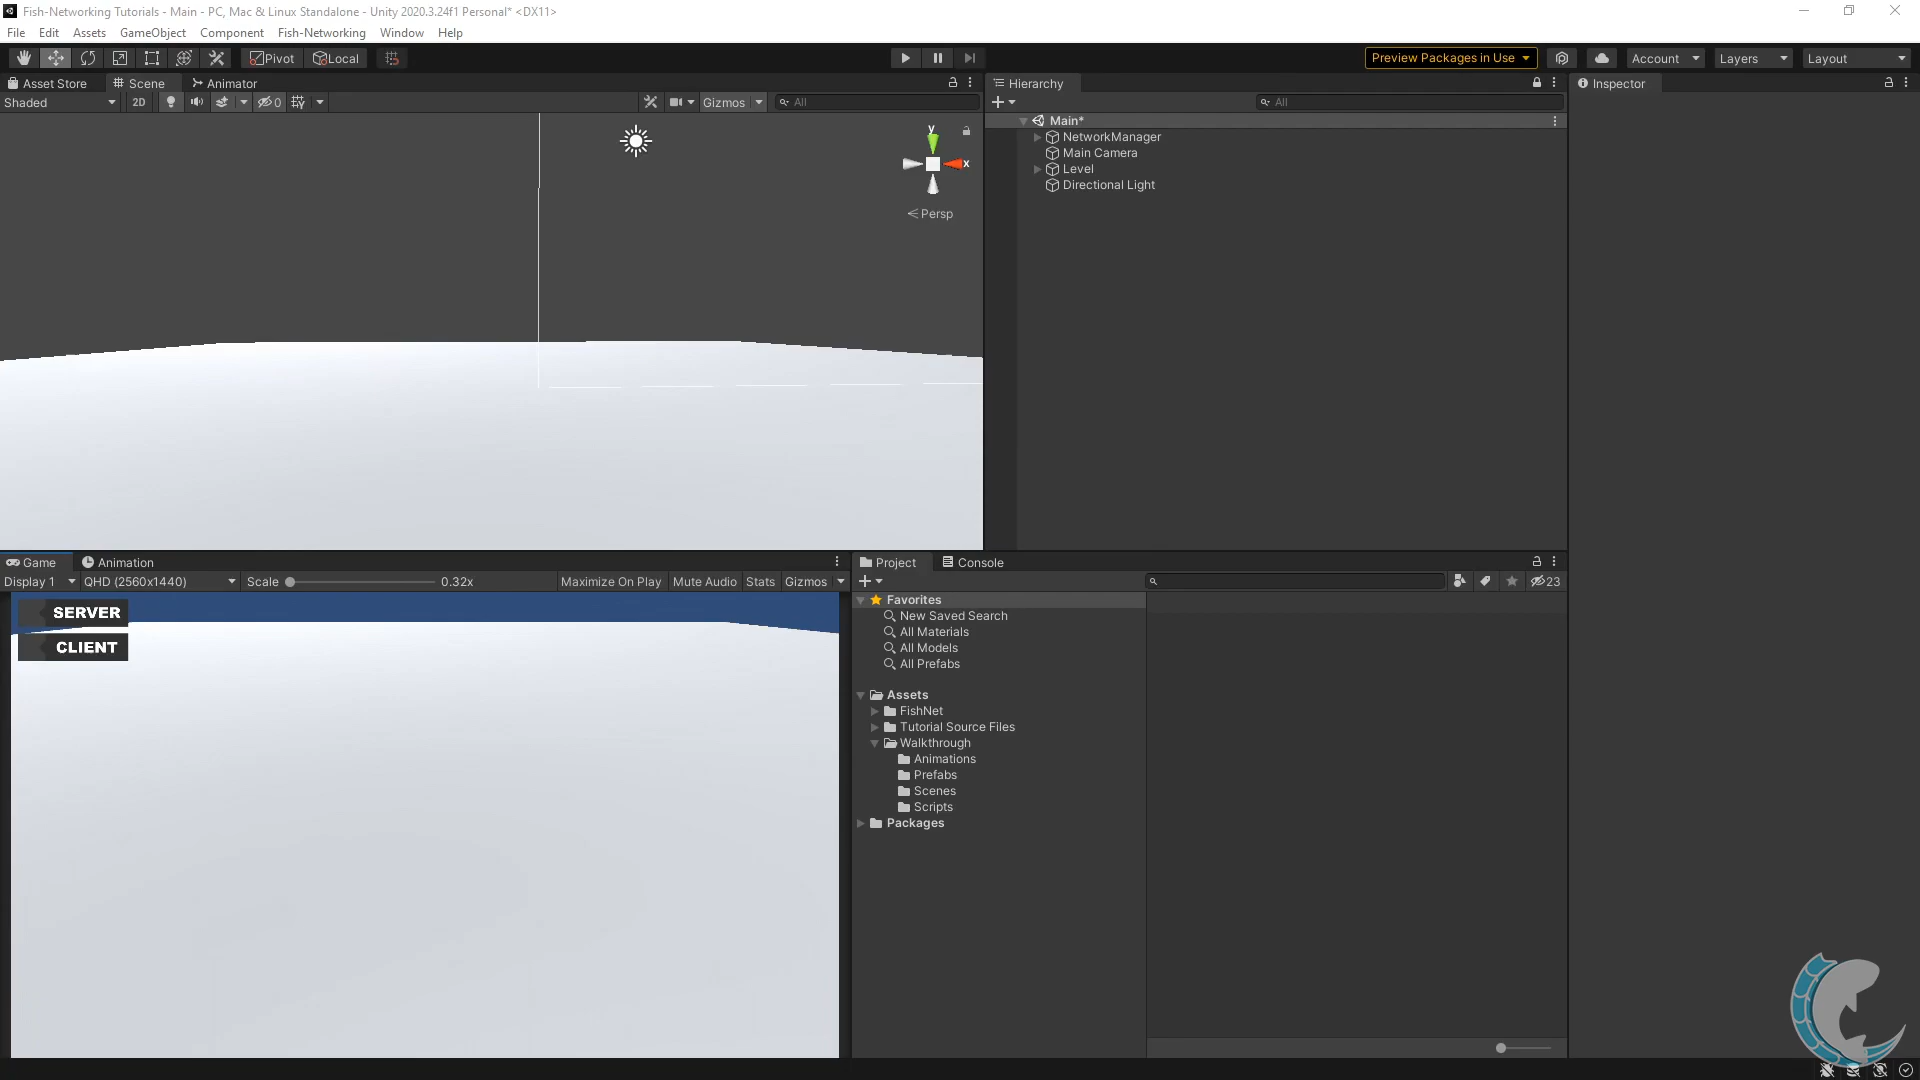 Fish-Networking Tutorials - Main - PC, Mac & Linux Standalone - Unity 2020.3.24f1 Personal* <DX11>
File Edit Assets GameObject Component Fish-Networking Window Help
Pivot Local Preview Packages in Use Account Layers Layout
Asset Store Scene Animator Hierarchy Inspector
Shaded 2D 0 Gizmos All All
Main*
NetworkManager
Main Camera
Level
Directional Light
y
x
Persp
Game Animation Project Console
Display 1 QHD (2560x1440) Scale 0.32x Maximize On Play Mute Audio Stats Gizmos 23
SERVER
CLIENT
Favorites
New Saved Search
All Materials
All Models
All Prefabs
Assets
FishNet
Tutorial Source Files
Walkthrough
Animations
Prefabs
Scenes
Scripts
Packages